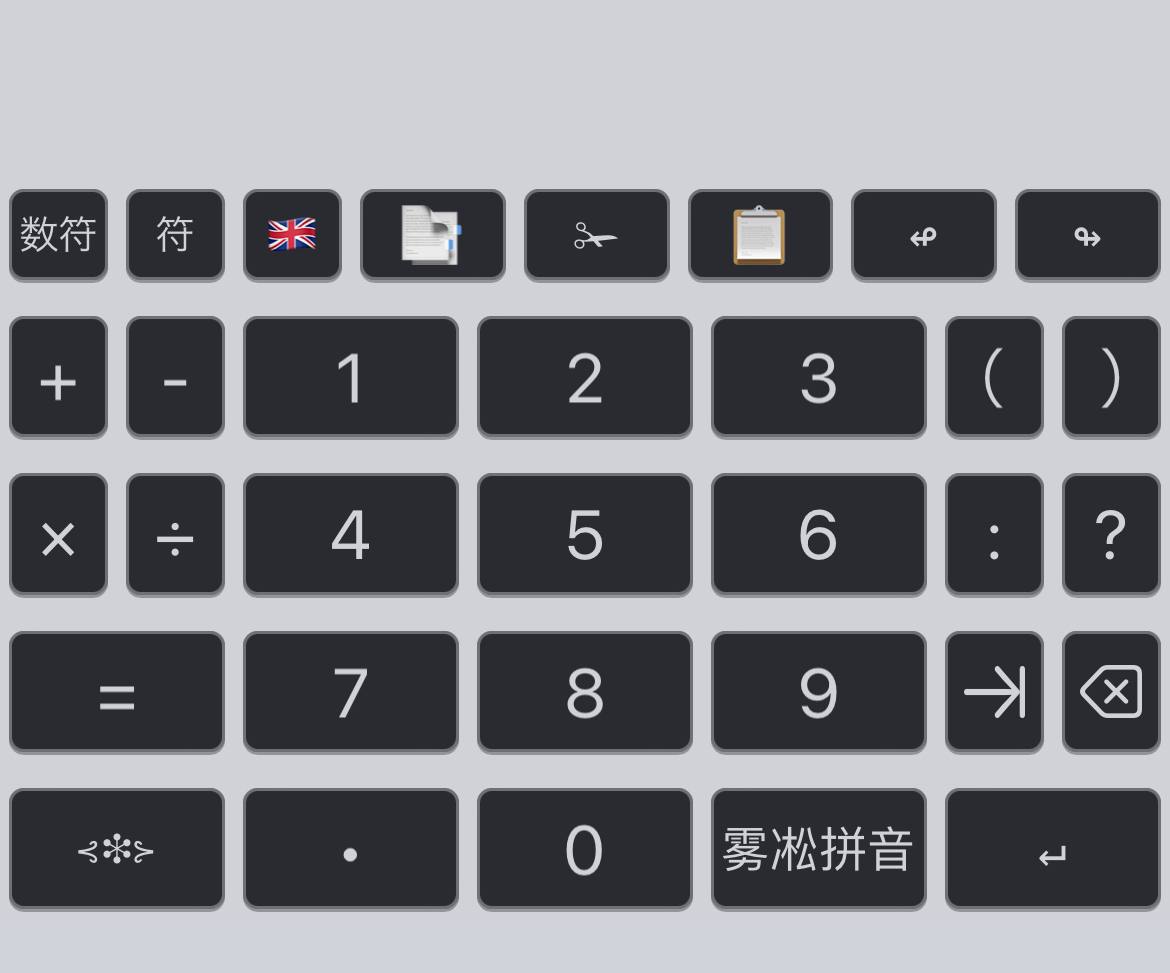 数符 符 🇬🇧 ✂ 📋 ↫ ↬
+ - 1 2 3 ( )
× ÷ 4 5 6 : ?
= 7 8 9
. 0 雾凇拼音 ↵